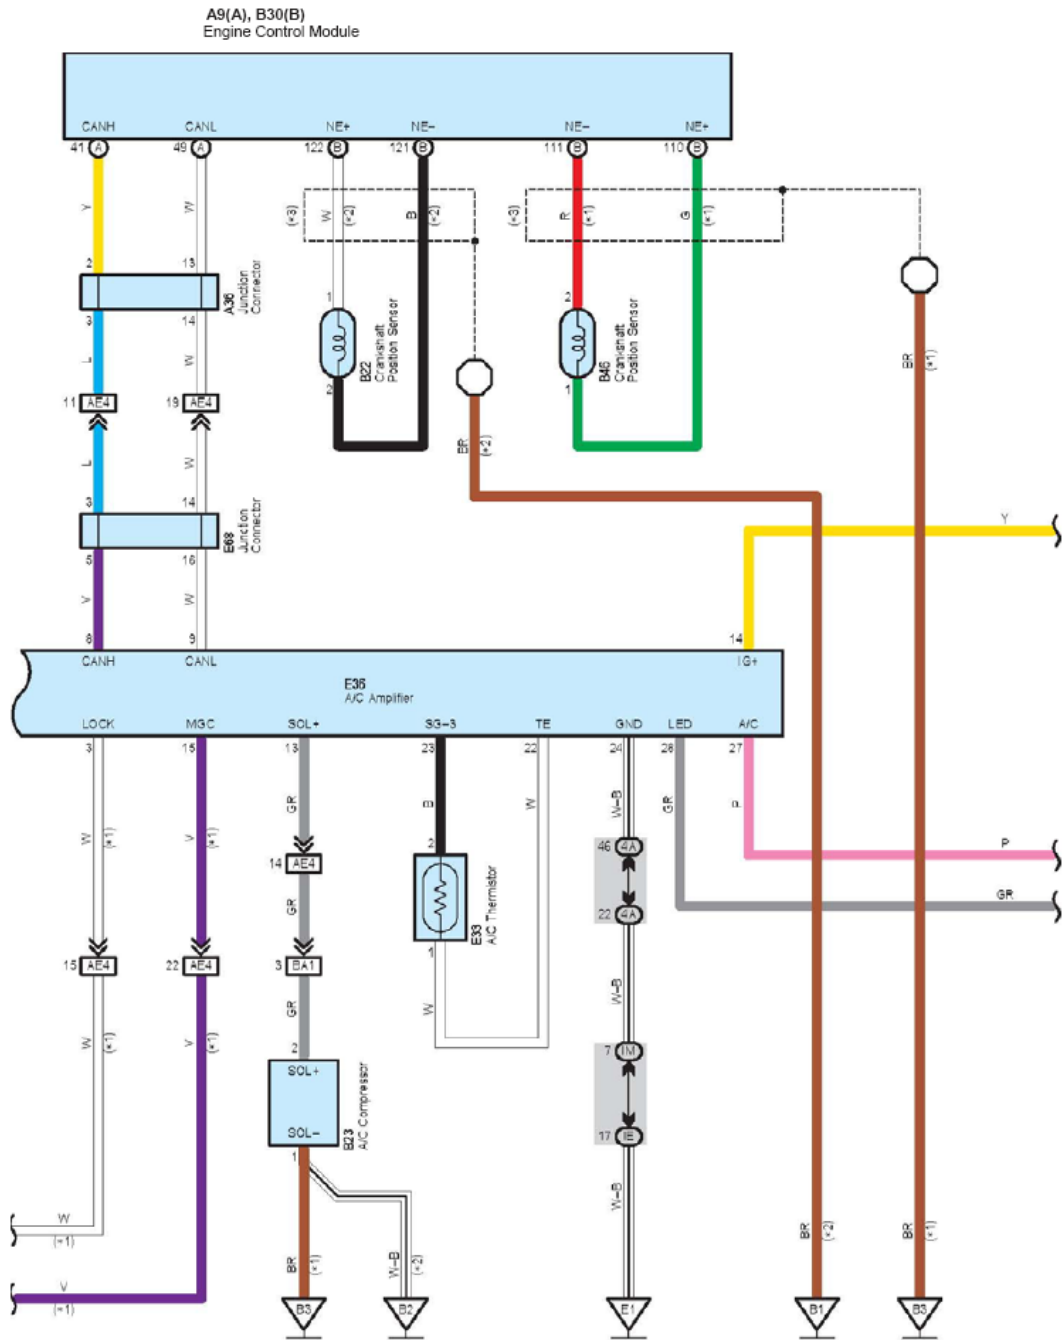 A9(A), B30(B)
Engine Control Module
CANH CANL NE+ NE− NE− NE+
41 A 49 A 122 B 121 B 111 B 110 B
Y W (*3) W (*2) B (*2) (*3) R (*1) G (*1)
2 13
A36
Junction
Connector
3 14
1 2
B22
Crankshaft
Position Sensor
B46
Crankshaft
Position Sensor
2 1
L W
BR (*1)
11 AE4 19 AE4
BR (*2)
L W
3 14
E68
Junction
Connector
Y
5 16
V W
8 9 14
CANH CANL IG+
E36
A/C Amplifier
LOCK MGC SOL+ SG−3 TE GND LED A/C
3 15 13 23 22 24 28 27
W (*1) V (*1) GR B W W−B GR P
46 4A
2
14 AE4
P
GR
GR
22 4A
E33
A/C Thermistor
1
15 AE4 22 AE4 3 BA1
W
W−B
W (*1) V (*1) GR
2
7 IM
SOL+
SOL−
B23
A/C Compressor
17 IE
1
W−B
W
(*1)
BR (*1) W−B (*2)
BR (*2) BR (*1)
V
(*1)
B3 B2 E1 B1 B3